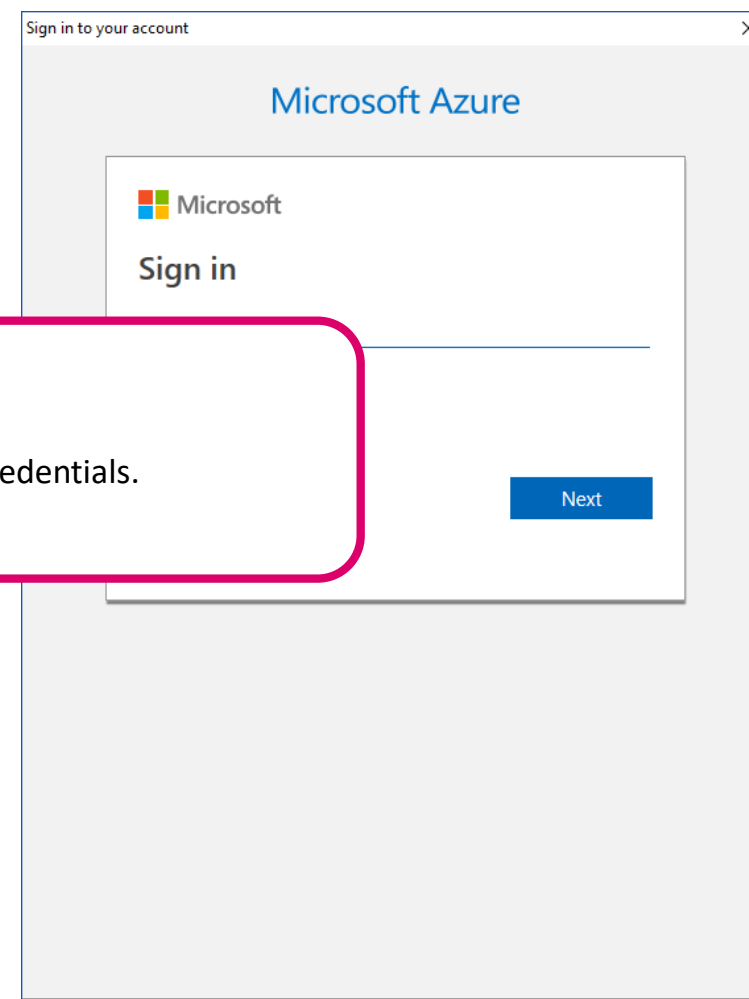 Sign in to your account
Microsoft Azure
Microsoft
Sign in
edentials.
Next